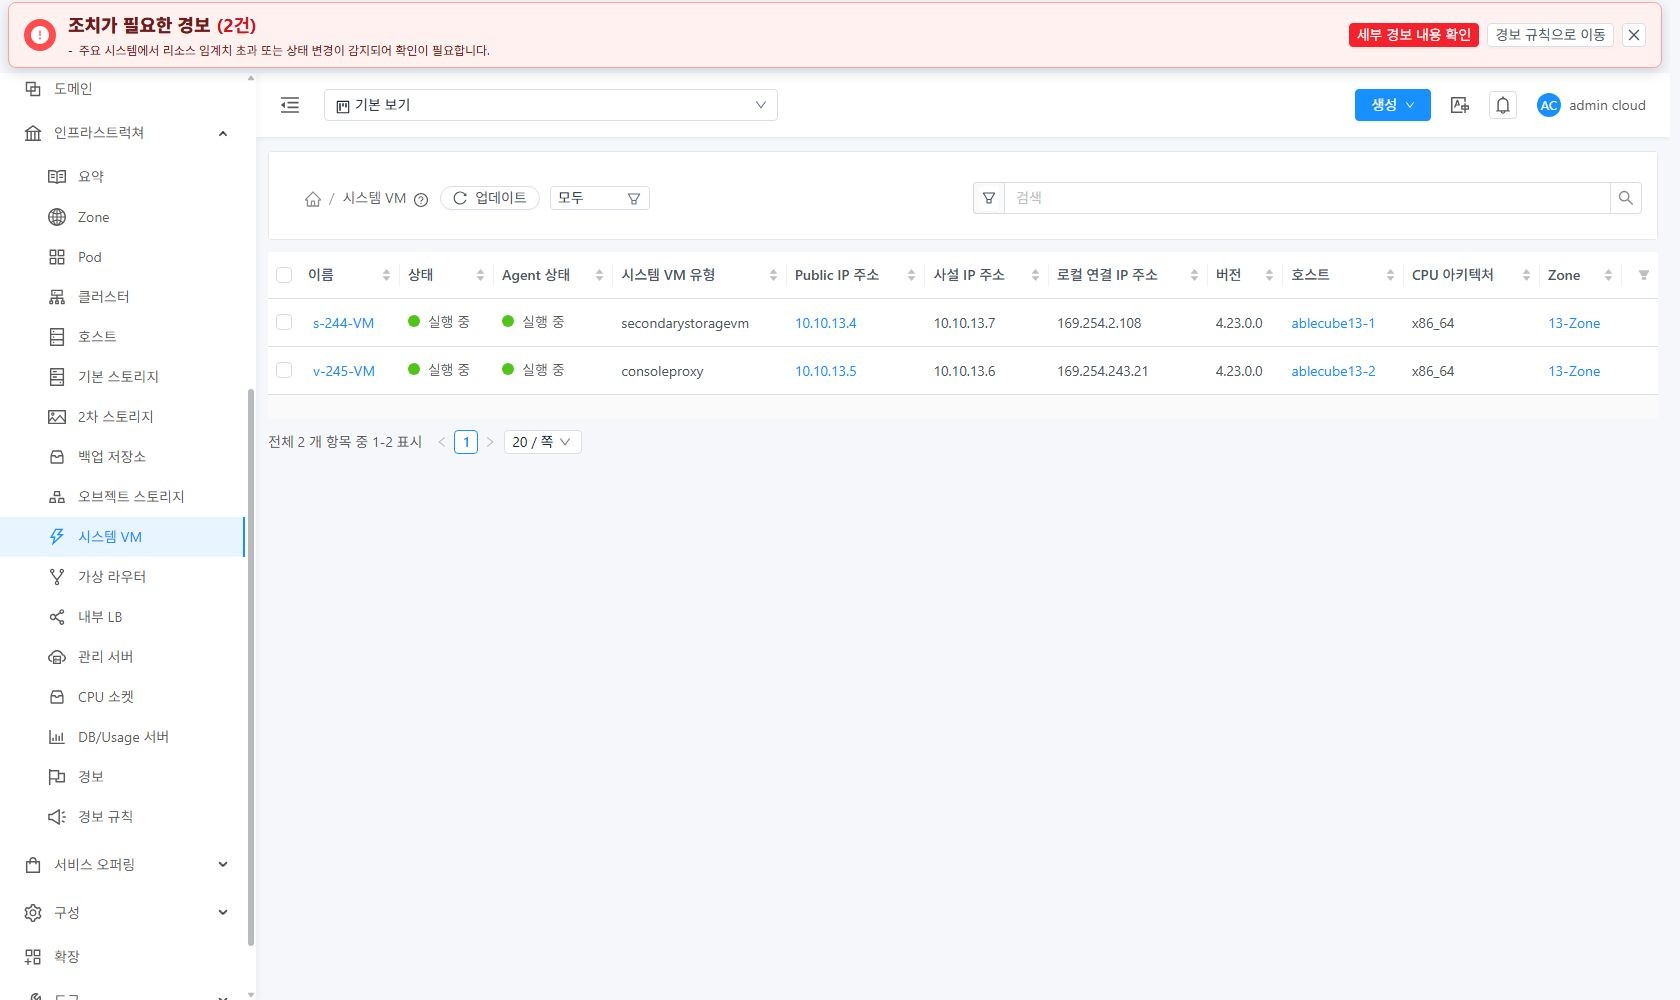 조치가 필요한 경보 (2건)
- 주요 시스템에서 리소스 임계치 초과 또는 상태 변경이 감지되어 확인이 필요합니다.
세부 경보 내용 확인
경보 규칙으로 이동
도메인
인프라스트럭쳐
요약
Zone
Pod
클러스터
호스트
기본 스토리지
2차 스토리지
백업 저장소
오브젝트 스토리지
시스템 VM
가상 라우터
내부 LB
관리 서버
CPU 소켓
DB/Usage 서버
경보
경보 규칙
서비스 오퍼링
구성
확장
기본 보기
생성
AC admin cloud
/ 시스템 VM 업데이트 모두 검색
이름 상태 Agent 상태 시스템 VM 유형 Public IP 주소 사설 IP 주소 로컬 연결 IP 주소 버전 호스트 CPU 아키텍처 Zone
s-244-VM 실행 중 실행 중 secondarystoragevm 10.10.13.4 10.10.13.7 169.254.2.108 4.23.0.0 ablecube13-1 x86_64 13-Zone
v-245-VM 실행 중 실행 중 consoleproxy 10.10.13.5 10.10.13.6 169.254.243.21 4.23.0.0 ablecube13-2 x86_64 13-Zone
전체 2 개 항목 중 1-2 표시 < 1 > 20 / 쪽